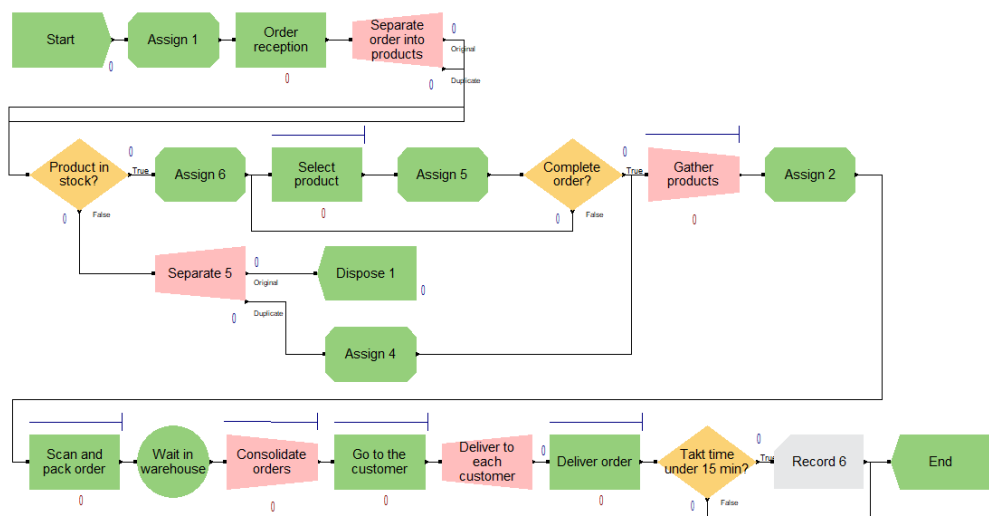 Start
Assign 1
Order
reception
Separate
order into
products
0
Original
0
0
0
Duplicate
Product in
stock?
0
True
Assign 6
Select
product
Assign 5
Complete
order?
0
True
Gather
products
Assign 2
0
False
0
0
False
0
Separate 5
0
Original
Dispose 1
0
0
Duplicate
Assign 4
Scan and
pack order
Wait in
warehouse
Consolidate
orders
Go to the
customer
Deliver to
each
customer
0
Deliver order
Takt time
under 15 min?
0
True
Record 6
End
0
0
0
0
0
False